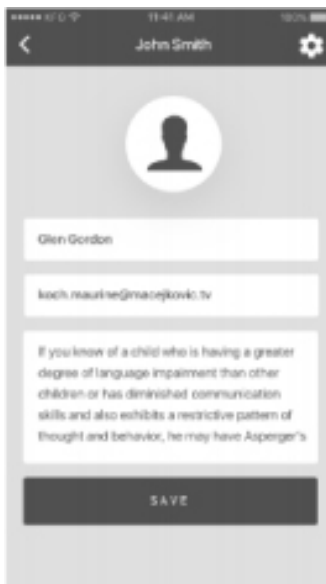 11:41 AM 100%
John Smith
Glen Gordon
koch.maurine@macejkovic.tv
If you know of a child who is having a greater
degree of language impairment than other
children or has diminished communication
skills and also exhibits a restrictive pattern of
thought and behavior, he may have Asperger's
SAVE